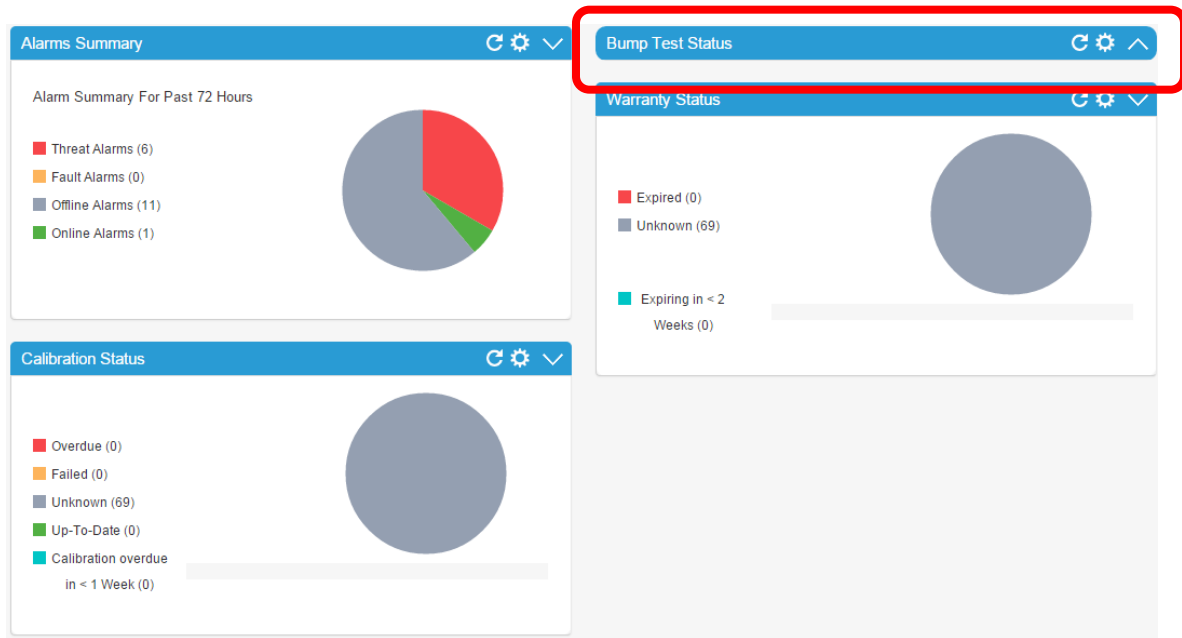 Alarms Summary
Alarm Summary For Past 72 Hours
Threat Alarms (6)
Fault Alarms (0)
Offline Alarms (11)
Online Alarms (1)
Bump Test Status
Warranty Status
Expired (0)
Unknown (69)
Expiring in < 2
Weeks (0)
Calibration Status
Overdue (0)
Failed (0)
Unknown (69)
Up-To-Date (0)
Calibration overdue
in < 1 Week (0)